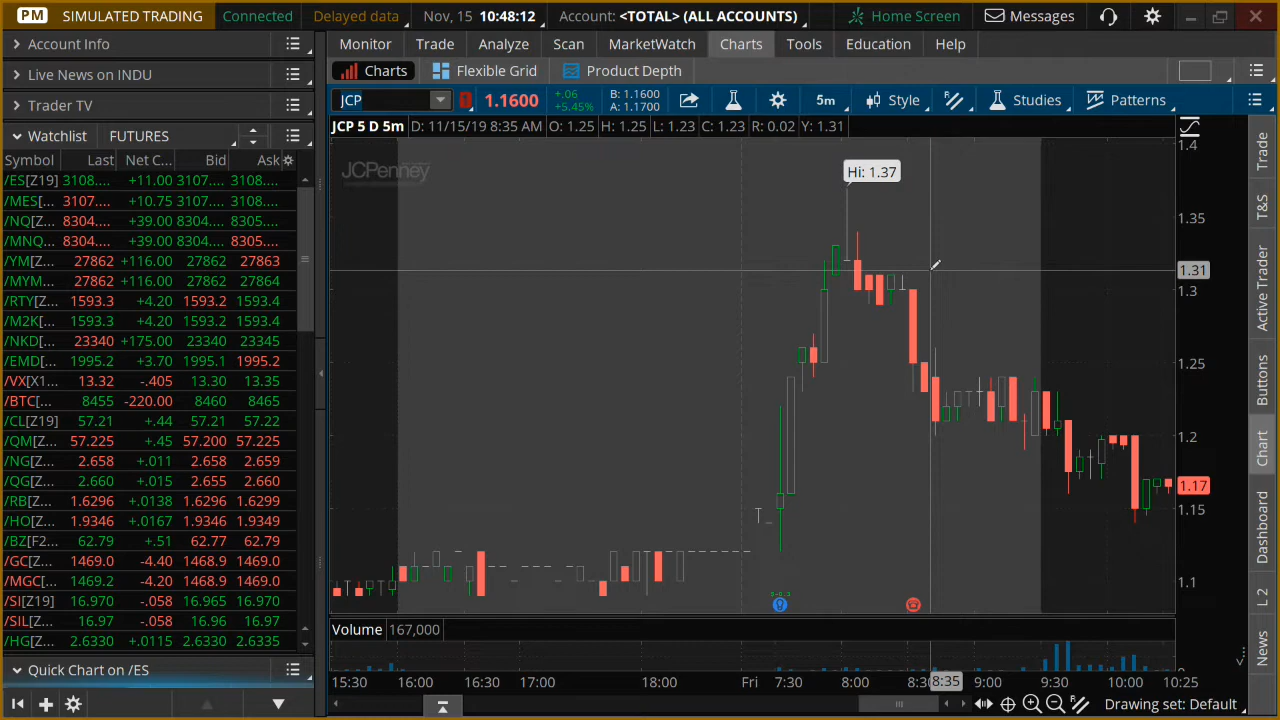 PM SIMULATED TRADING Connected Delayed data Nov, 15 10:48:12 Account: <TOTAL> (ALL ACCOUNTS) Home Screen Messages
Account Info
Live News on INDU
Trader TV
Watchlist FUTURES
Symbol Last Net C... Bid Ask
/ES[Z19] 3108.... +11.00 3107.... 3108....
/MES[... 3107.... +10.75 3107.... 3108....
/NQ[Z... 8304.... +39.00 8304.... 8305....
/MNQ... 8304.... +39.00 8304.... 8305....
/YM[Z... 27862 +116.00 27862 27863
/MYM... 27862 +116.00 27862 27864
/RTY[Z... 1593.3 +4.20 1593.2 1593.4
/M2K[... 1593.3 +4.20 1593.2 1593.4
/NKD[... 23340 +175.00 23340 23345
/EMD[... 1995.2 +3.70 1995.1 1995.2
/VX[X1... 13.32 -.405 13.30 13.35
/BTC[... 8455 -220.00 8460 8465
/CL[Z19] 57.21 +.44 57.21 57.22
/QM[Z... 57.225 +.45 57.200 57.225
/NG[Z... 2.658 +.011 2.658 2.659
/QG[Z... 2.660 +.015 2.655 2.660
/RB[Z... 1.6296 +.0138 1.6296 1.6299
/HO[Z... 1.9346 +.0167 1.9346 1.9349
/BZ[F2... 62.79 +.51 62.77 62.79
/GC[Z... 1469.0 -4.40 1468.9 1469.0
/MGC[... 1469.2 -4.20 1468.9 1469.0
/SI[Z19] 16.970 -.058 16.965 16.970
/SIL[Z... 16.97 -.058 16.96 16.97
/HG[Z... 2.6330 +.0115 2.6330 2.6335
Quick Chart on /ES
Monitor Trade Analyze Scan MarketWatch Charts Tools Education Help
Charts Flexible Grid Product Depth
JCP 1 1.1600 +.06 +5.45% B: 1.1600 A: 1.1700 5m Style Studies Patterns
JCP 5 D 5m D: 11/15/19 8:35 AM O: 1.25 H: 1.25 L: 1.23 C: 1.23 R: 0.02 Y: 1.31
JCPenney
Hi: 1.37
1.4
1.35
1.31
1.3
1.25
1.2
1.17
1.15
1.1
Volume 167,000
15:30 16:00 16:30 17:00 18:00 Fri 7:30 8:00 8:30 8:35 9:00 9:30 10:00 10:25
Drawing set: Default
Trade
T&S
Active Trader
Buttons
Chart
Dashboard
L 2
News